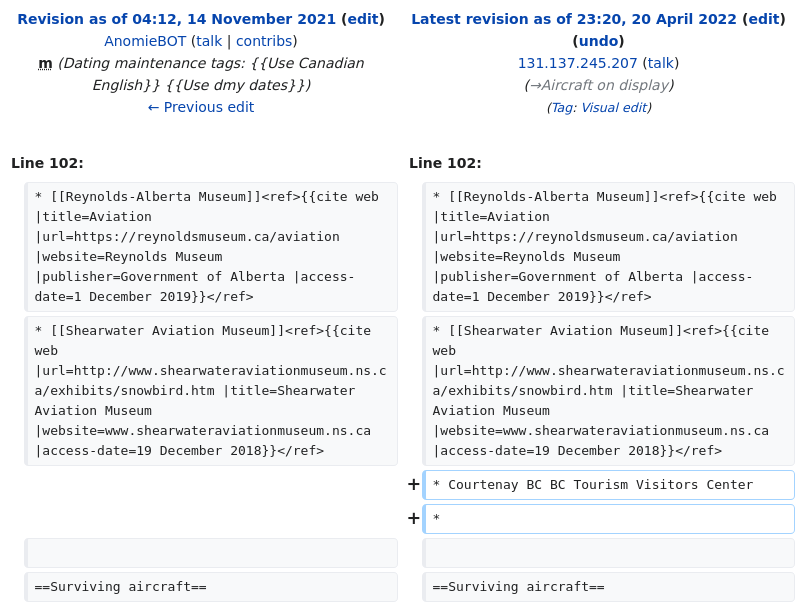 Revision as of 04:12, 14 November 2021 (edit)
AnomieBOT (talk | contribs)
m (Dating maintenance tags: {{Use Canadian
English}} {{Use dmy dates}})
← Previous edit
Latest revision as of 23:20, 20 April 2022 (edit)
(undo)
131.137.245.207 (talk)
(→Aircraft on display)
(Tag: Visual edit)
Line 102:
Line 102:
* [[Reynolds-Alberta Museum]]<ref>{{cite web
|title=Aviation
|url=https://reynoldsmuseum.ca/aviation
|website=Reynolds Museum
|publisher=Government of Alberta |access-
date=1 December 2019}}</ref>
* [[Reynolds-Alberta Museum]]<ref>{{cite web
|title=Aviation
|url=https://reynoldsmuseum.ca/aviation
|website=Reynolds Museum
|publisher=Government of Alberta |access-
date=1 December 2019}}</ref>
* [[Shearwater Aviation Museum]]<ref>{{cite
web
|url=http://www.shearwateraviationmuseum.ns.c
a/exhibits/snowbird.htm |title=Shearwater
Aviation Museum
|website=www.shearwateraviationmuseum.ns.ca
|access-date=19 December 2018}}</ref>
* [[Shearwater Aviation Museum]]<ref>{{cite
web
|url=http://www.shearwateraviationmuseum.ns.c
a/exhibits/snowbird.htm |title=Shearwater
Aviation Museum
|website=www.shearwateraviationmuseum.ns.ca
|access-date=19 December 2018}}</ref>
+ * Courtenay BC BC Tourism Visitors Center
+ *
==Surviving aircraft==
==Surviving aircraft==